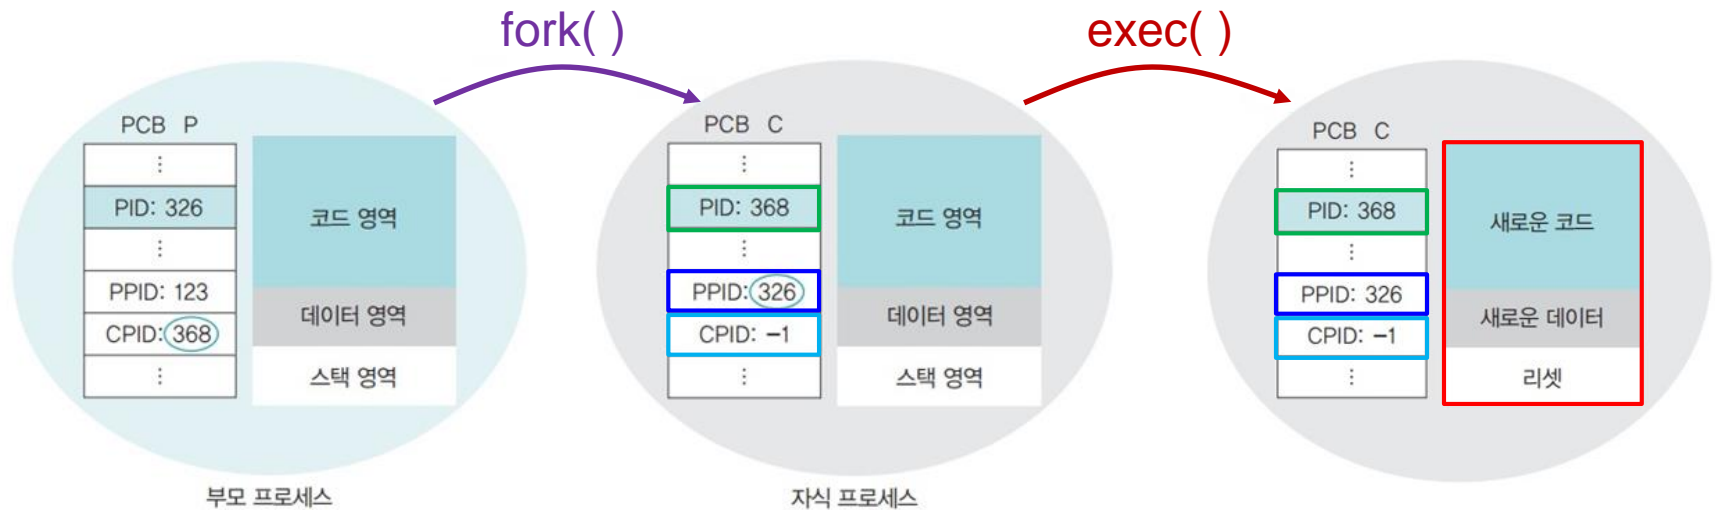 fork( )
exec( )
PCB P
⋮
PID: 326
⋮
PPID: 123
CPID: 368
⋮
코드 영역
데이터 영역
스택 영역
부모 프로세스
PCB C
⋮
PID: 368
⋮
PPID: 326
CPID: −1
⋮
코드 영역
데이터 영역
스택 영역
자식 프로세스
PCB C
⋮
PID: 368
⋮
PPID: 326
CPID: −1
⋮
새로운 코드
새로운 데이터
리셋